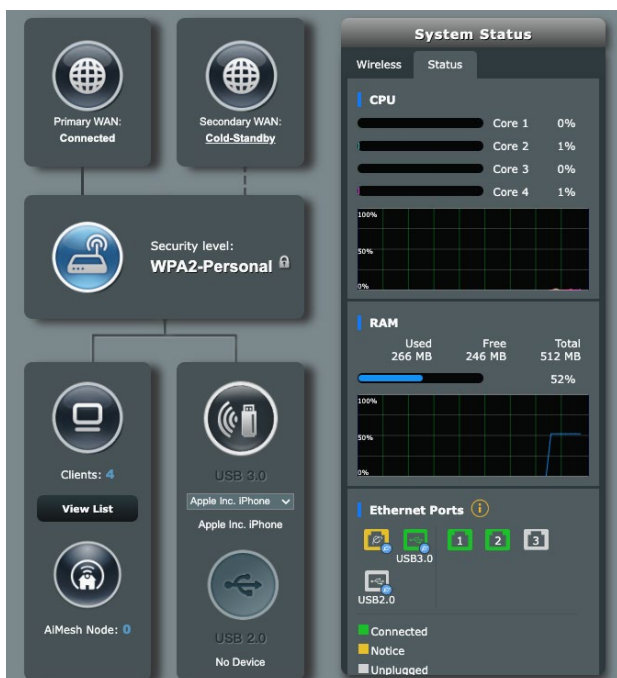 Primary WAN:
Connected
Secondary WAN:
Cold-Standby
Security level:
WPA2-Personal
Clients: 4
View List
AiMesh Node: 0
USB 3.0
Apple Inc. iPhone
Apple Inc. iPhone
USB 2.0
No Device
System Status
Wireless Status
CPU
Core 1 0%
Core 2 1%
Core 3 0%
Core 4 1%
100%
50%
0%
RAM
Used Free Total
266 MB 246 MB 512 MB
52%
100%
50%
0%
Ethernet Ports i
1 2 3
USB3.0
USB2.0
Connected
Notice
Unplugged